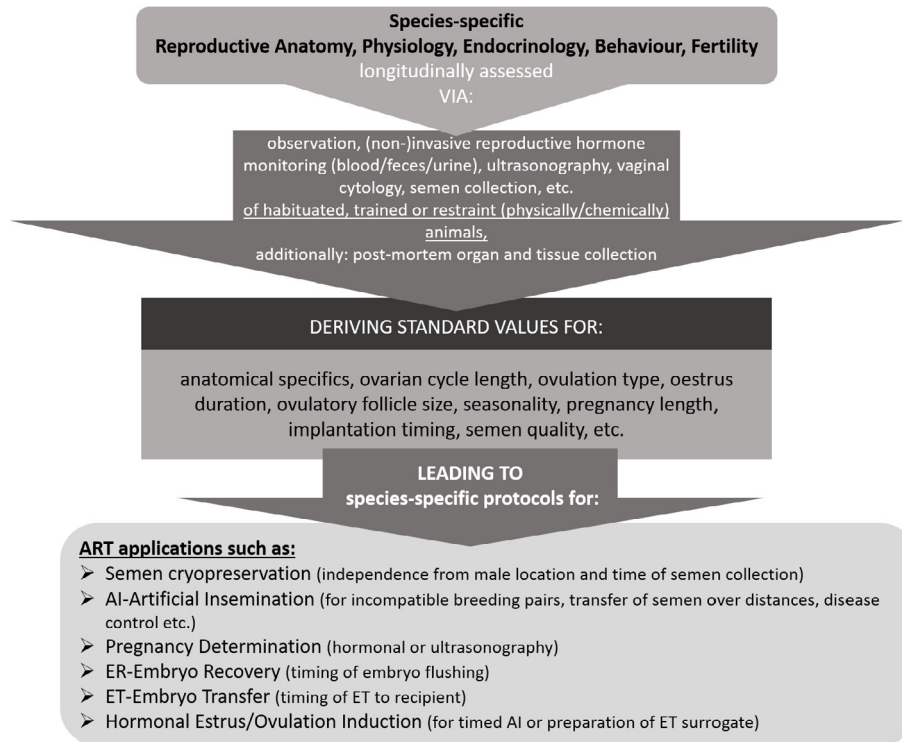 Species-specific
Reproductive Anatomy, Physiology, Endocrinology, Behaviour, Fertility
longitudinally assessed
VIA:
observation, (non-)invasive reproductive hormone
monitoring (blood/feces/urine), ultrasonography, vaginal
cytology, semen collection, etc.
of habituated, trained or restraint (physically/chemically)
animals,
additionally: post-mortem organ and tissue collection
DERIVING STANDARD VALUES FOR:
anatomical specifics, ovarian cycle length, ovulation type, oestrus
duration, ovulatory follicle size, seasonality, pregnancy length,
implantation timing, semen quality, etc.
LEADING TO
species-specific protocols for:
ART applications such as:
➢ Semen cryopreservation (independence from male location and time of semen collection)
➢ AI-Artificial Insemination (for incompatible breeding pairs, transfer of semen over distances, disease
control etc.)
➢ Pregnancy Determination (hormonal or ultrasonography)
➢ ER-Embryo Recovery (timing of embryo flushing)
➢ ET-Embryo Transfer (timing of ET to recipient)
➢ Hormonal Estrus/Ovulation Induction (for timed AI or preparation of ET surrogate)